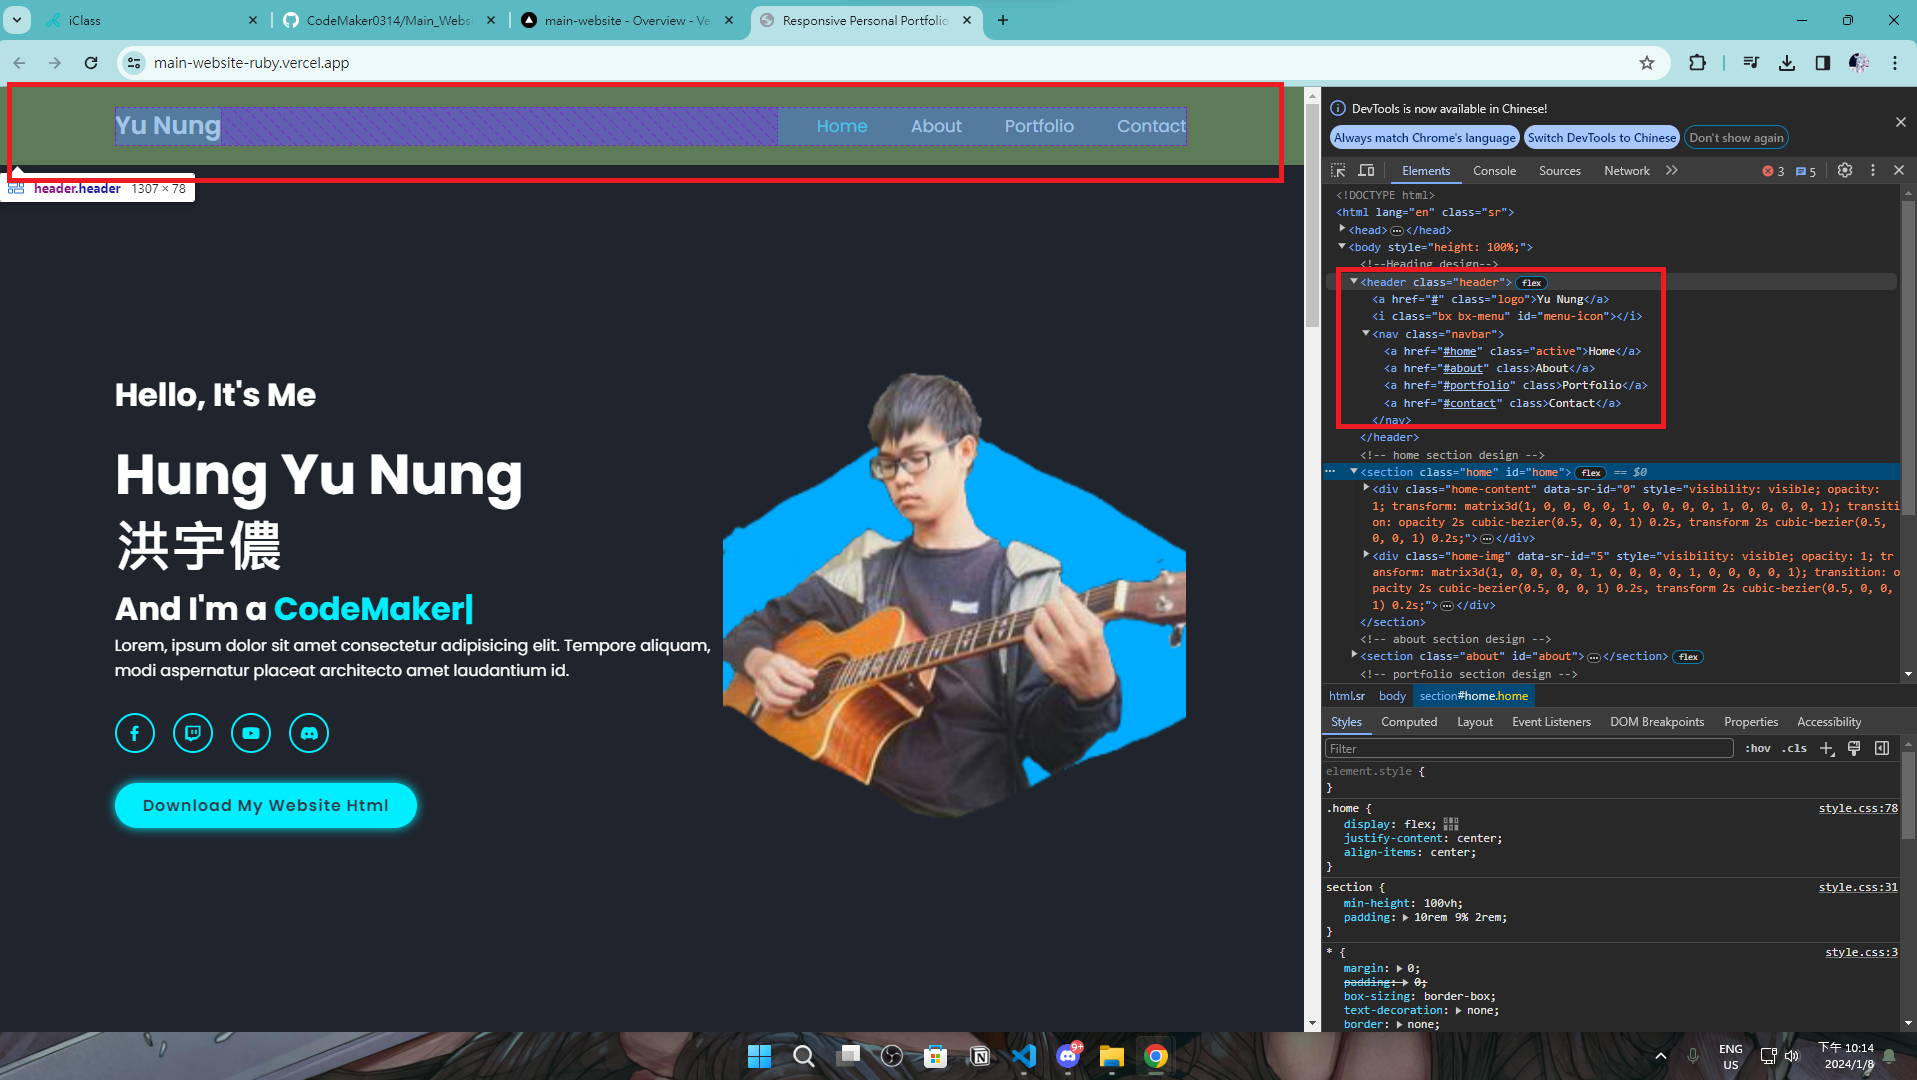 iClass
CodeMaker0314/Main_Websi
main-website - Overview - Ve
Responsive Personal Portfolio
main-website-ruby.vercel.app
Yu Nung
Home
About
Portfolio
Contact
header.header 1307 × 78
Hello, It's Me
Hung Yu Nung
洪宇儂
And I'm a CodeMaker|
Lorem, ipsum dolor sit amet consectetur adipisicing elit. Tempore aliquam,
modi aspernatur placeat architecto amet laudantium id.
Download My Website Html
DevTools is now available in Chinese!
Always match Chrome's language
Switch DevTools to Chinese
Don't show again
Elements
Console
Sources
Network
3
5
<!DOCTYPE html>
<html lang="en" class="sr">
<head>…</head>
<body style="height: 100%;">
<!--Heading design-->
<header class="header"> flex
<a href="#" class="logo">Yu Nung</a>
<i class="bx bx-menu" id="menu-icon"></i>
<nav class="navbar">
<a href="#home" class="active">Home</a>
<a href="#about" class>About</a>
<a href="#portfolio" class>Portfolio</a>
<a href="#contact" class>Contact</a>
</nav>
</header>
<!-- home section design -->
<section class="home" id="home"> flex == $0
<div class="home-content" data-sr-id="0" style="visibility: visible; opacity:
1; transform: matrix3d(1, 0, 0, 0, 0, 1, 0, 0, 0, 0, 1, 0, 0, 0, 0, 1); transiti
on: opacity 2s cubic-bezier(0.5, 0, 0, 1) 0.2s, transform 2s cubic-bezier(0.5,
0, 0, 1) 0.2s;">…</div>
<div class="home-img" data-sr-id="5" style="visibility: visible; opacity: 1; tr
ansform: matrix3d(1, 0, 0, 0, 0, 1, 0, 0, 0, 0, 1, 0, 0, 0, 0, 1); transition: o
pacity 2s cubic-bezier(0.5, 0, 0, 1) 0.2s, transform 2s cubic-bezier(0.5, 0, 0,
1) 0.2s;">…</div>
</section>
<!-- about section design -->
<section class="about" id="about">…</section> flex
<!-- portfolio section design -->
html.sr
body
section#home.home
Styles
Computed
Layout
Event Listeners
DOM Breakpoints
Properties
Accessibility
Filter
:hov
.cls
element.style {
}
.home {
style.css:78
display: flex;
justify-content: center;
align-items: center;
}
section {
style.css:31
min-height: 100vh;
padding: 10rem 9% 2rem;
}
* {
style.css:3
margin: 0;
padding: 0;
box-sizing: border-box;
text-decoration: none;
border: none;
9+
ENG
US
下午 10:14
2024/1/8